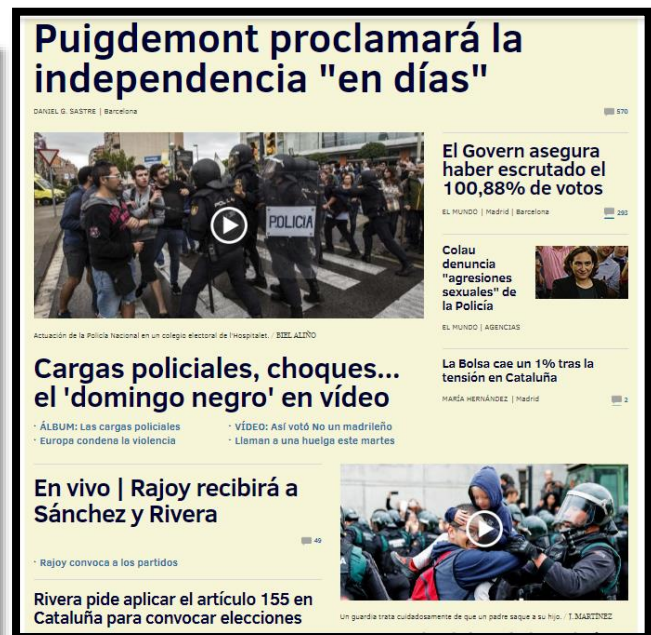 Puigdemont proclamará la
independencia "en días"
DANIEL G. SASTRE | Barcelona
570
POLICIA
Actuación de la Policía Nacional en un colegio electoral de l'Hospitalet. / BIEL ALIÑO
El Govern asegura
haber escrutado el
100,88% de votos
EL MUNDO | Madrid | Barcelona
293
Colau
denuncia
"agresiones
sexuales" de
la Policía
EL MUNDO | AGENCIAS
La Bolsa cae un 1% tras la
tensión en Cataluña
MARÍA HERNÁNDEZ | Madrid
2
Cargas policiales, choques...
el 'domingo negro' en vídeo
· ÁLBUM: Las cargas policiales
· VÍDEO: Así votó No un madrileño
· Europa condena la violencia
· Llaman a una huelga este martes
En vivo | Rajoy recibirá a
Sánchez y Rivera
49
· Rajoy convoca a los partidos
Rivera pide aplicar el artículo 155 en
Cataluña para convocar elecciones
Un guardia trata cuidadosamente de que un padre saque a su hijo. / J. MARTÍNEZ